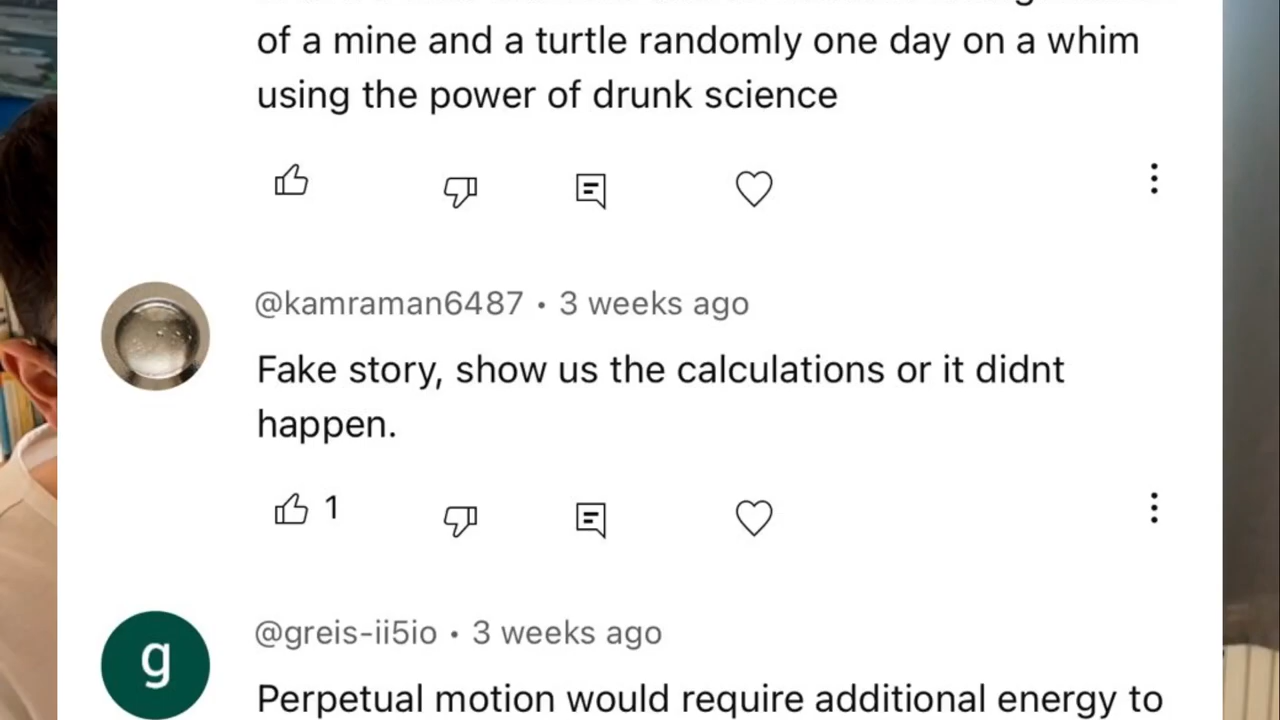 of a mine and a turtle randomly one day on a whim
using the power of drunk science
@kamraman6487 • 3 weeks ago
Fake story, show us the calculations or it didnt
happen.
1
g
@greis-ii5io • 3 weeks ago
Perpetual motion would require additional energy to